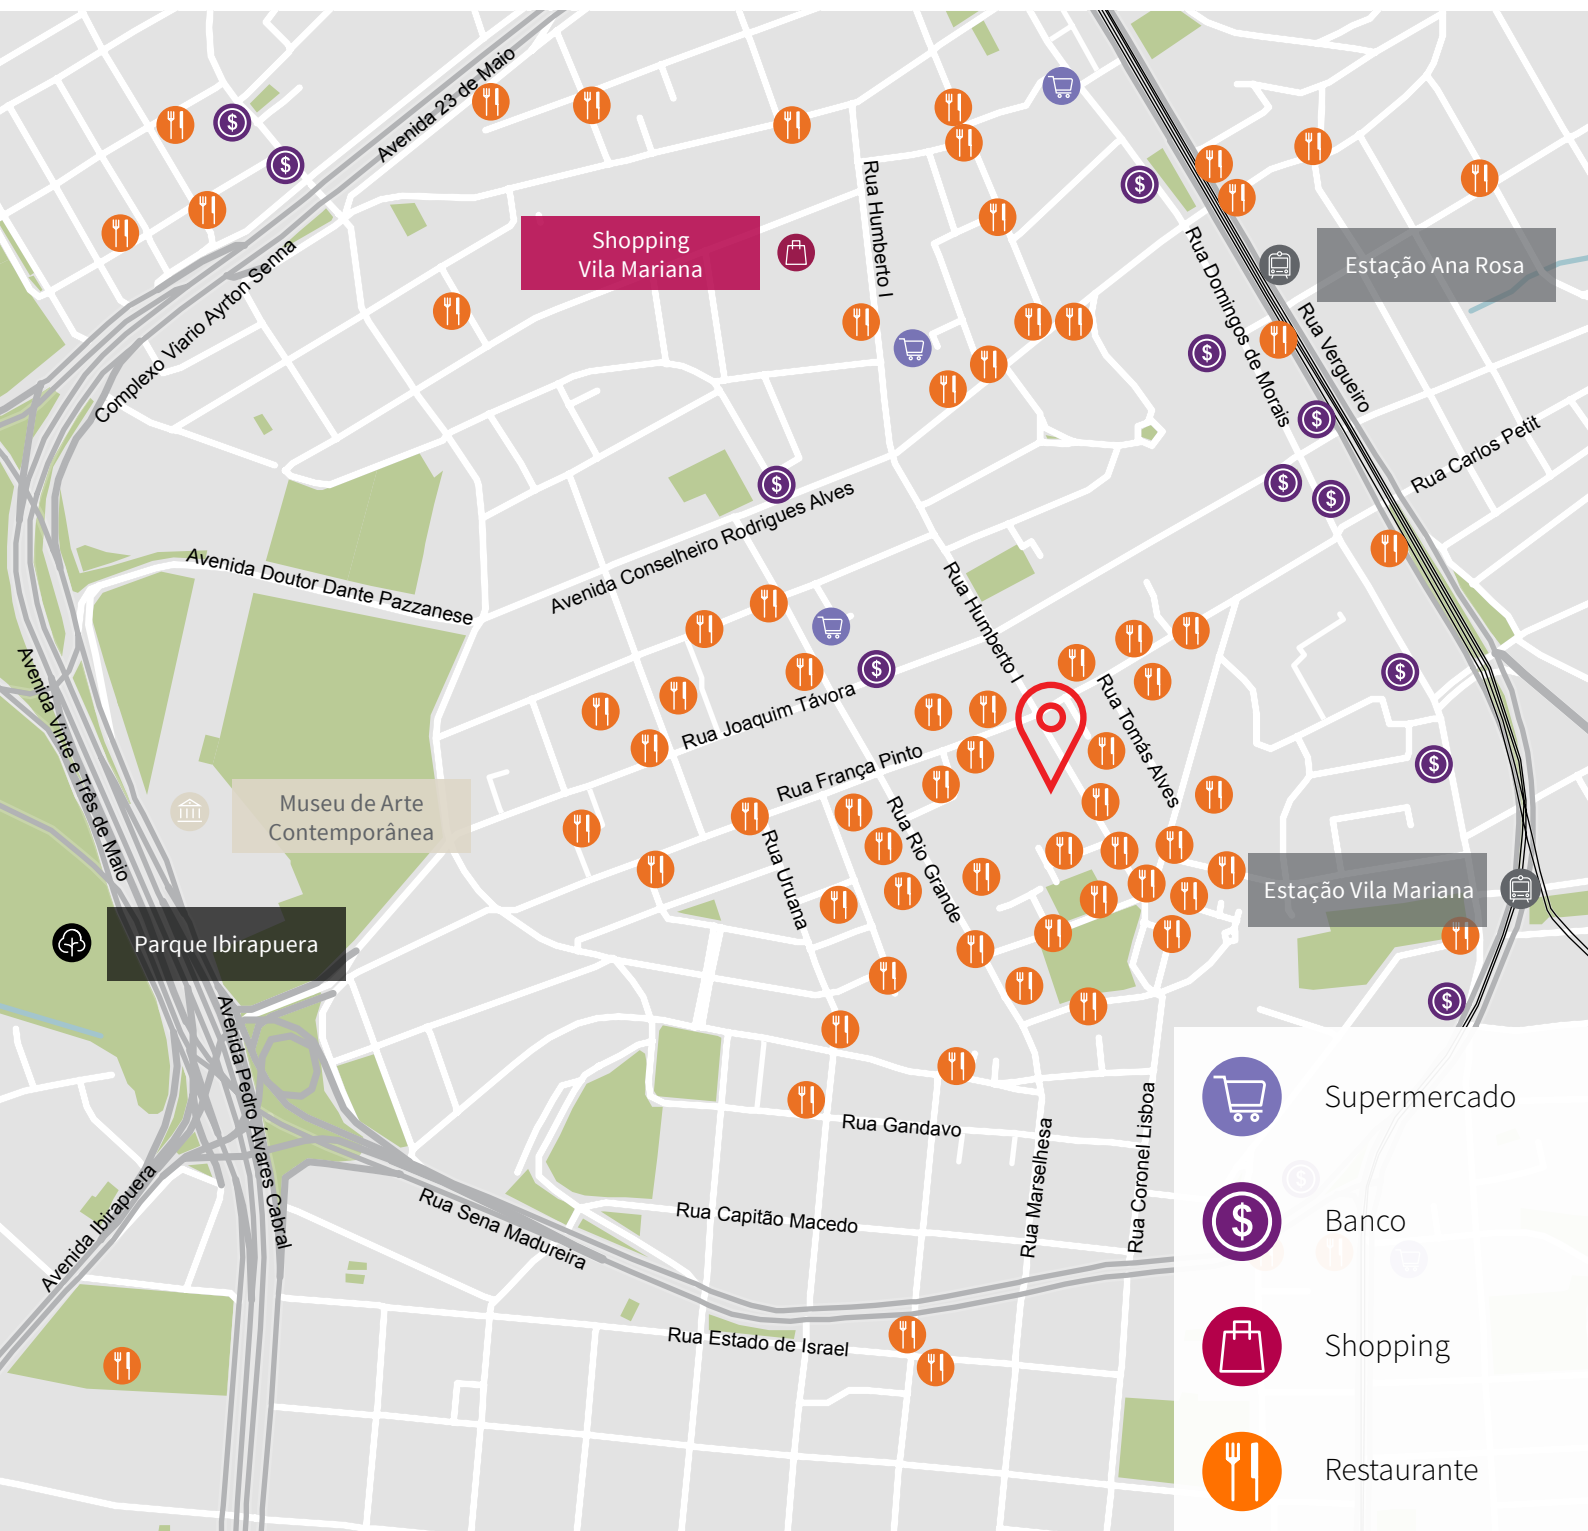 Avenida 23 de Maio
Rua Humberto I
Shopping
Vila Mariana
Estação Ana Rosa
Rua Domingos de Morais
Rua Vergueiro
Complexo Viario Ayrton Senna
Rua Carlos Petit
Avenida Conselheiro Rodrigues Alves
Avenida Doutor Dante Pazzanese
Rua Humberto I
Avenida Vinte e Três de Maio
Rua Joaquim Távora
Rua Tomás Alves
Rua França Pinto
Museu de Arte
Contemporânea
Rua Uruana
Rua Rio Grande
Estação Vila Mariana
Parque Ibirapuera
Avenida Pedro Álvares Cabral
Rua Gandavo
Rua Marselhesa
Rua Coronel Lisboa
Avenida Ibirapuera
Rua Sena Madureira
Rua Capitão Macedo
Rua Estado de Israel
Supermercado
Banco
Shopping
Restaurante